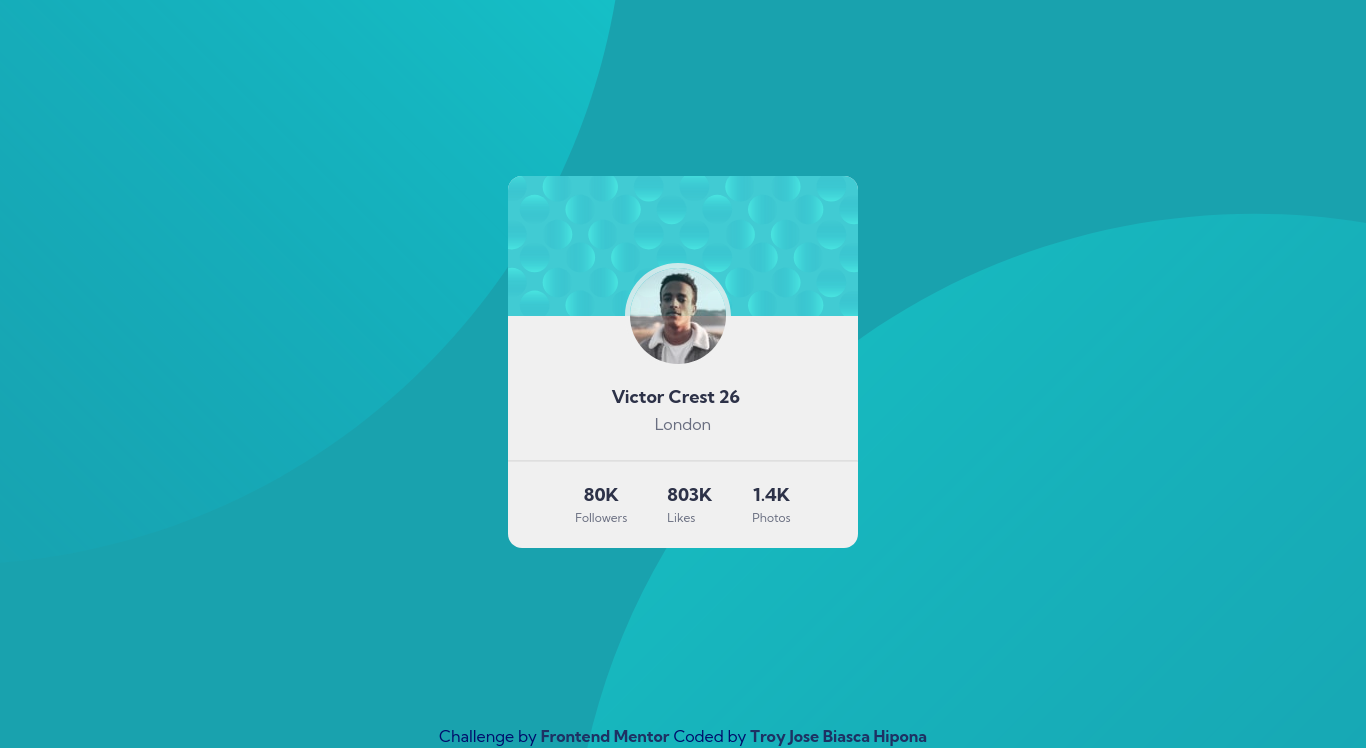 Victor Crest 26
London
80K 803K 1.4K
Followers Likes Photos
Challenge by Frontend Mentor Coded by Troy Jose Biasca Hipona